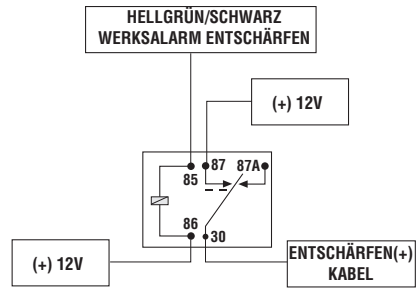 HELLGRÜN/SCHWARZ
WERKSALARM ENTSCHÄRFEN
(+) 12V
87
87A
85
86
30
(+) 12V
ENTSCHÄRFEN(+)
KABEL